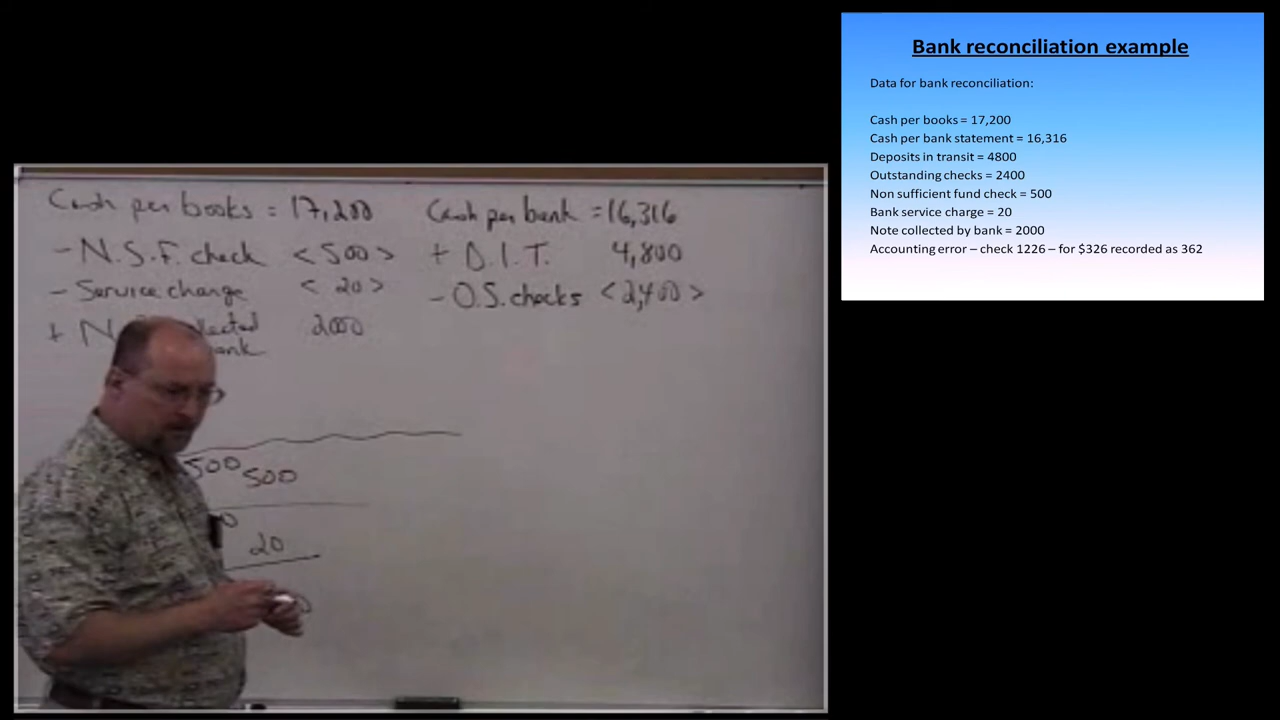 Bank reconciliation example
Data for bank reconciliation:
Cash per books = 17,200
Cash per bank statement = 16,316
Deposits in transit = 4800
Outstanding checks = 2400
Non sufficient fund check = 500
Bank service charge = 20
Note collected by bank = 2000
Accounting error – check 1226 – for $326 recorded as 362
Cash per books = 17,200
- N.S.F. check < 500 >
- Service charge < 20 >
+ 2000
Cash per bank = 16,316
+ D.I.T. 4,800
- O.S. checks < 2,400 >
500
500
20